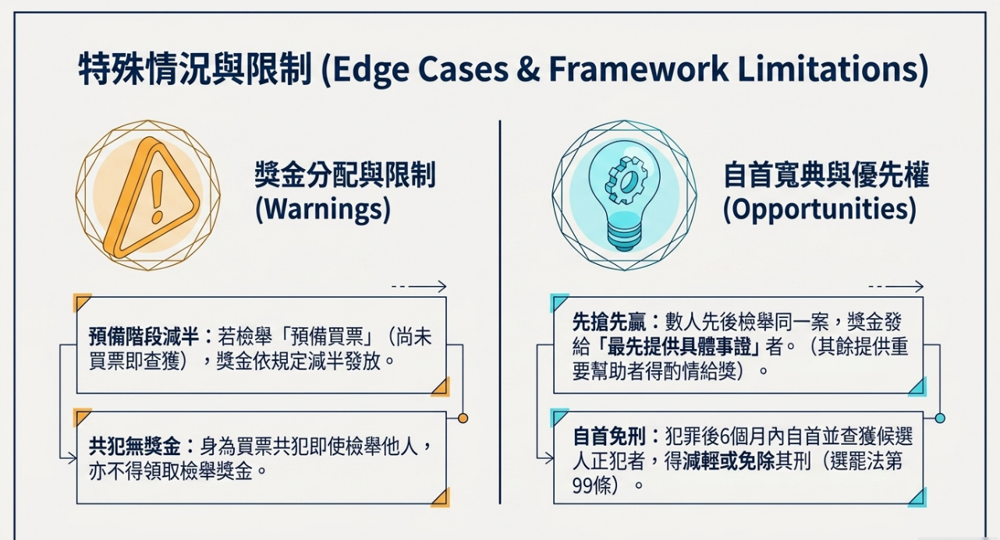 特殊情況與限制 (Edge Cases & Framework Limitations)
獎金分配與限制
(Warnings)
預備階段減半：若檢舉「預備買票」（尚未
買票即查獲），獎金依規定減半發放。
共犯無獎金：身為買票共犯即使檢舉他人，
亦不得領取檢舉獎金。
自首寬典與優先權
(Opportunities)
先搶先贏：數人先後檢舉同一案，獎金發
給「最先提供具體事證」者。（其餘提供重
要幫助者得酌情給獎）。
自首免刑：犯罪後6個月內自首並查獲候選
人正犯者，得減輕或免除其刑（選罷法第
99條）。